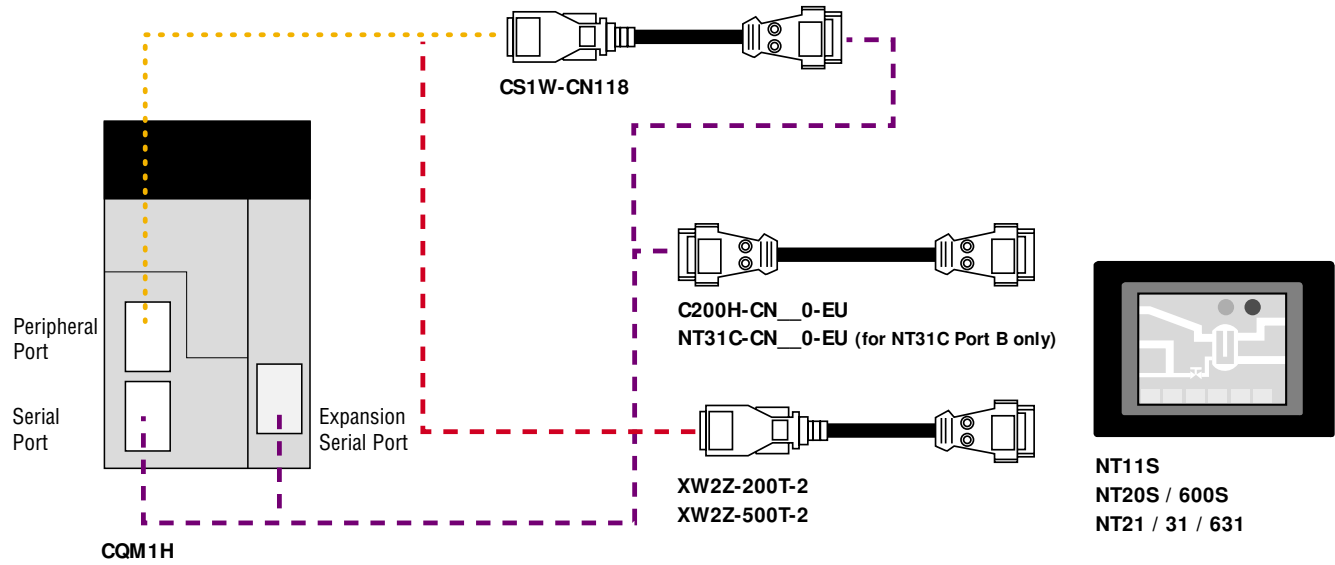 CS1W-CN118
Peripheral
Port
Serial
Port
Expansion
Serial Port
CQM1H
C200H-CN__0-EU
NT31C-CN__0-EU (for NT31C Port B only)
XW2Z-200T-2
XW2Z-500T-2
NT11S
NT20S / 600S
NT21 / 31 / 631